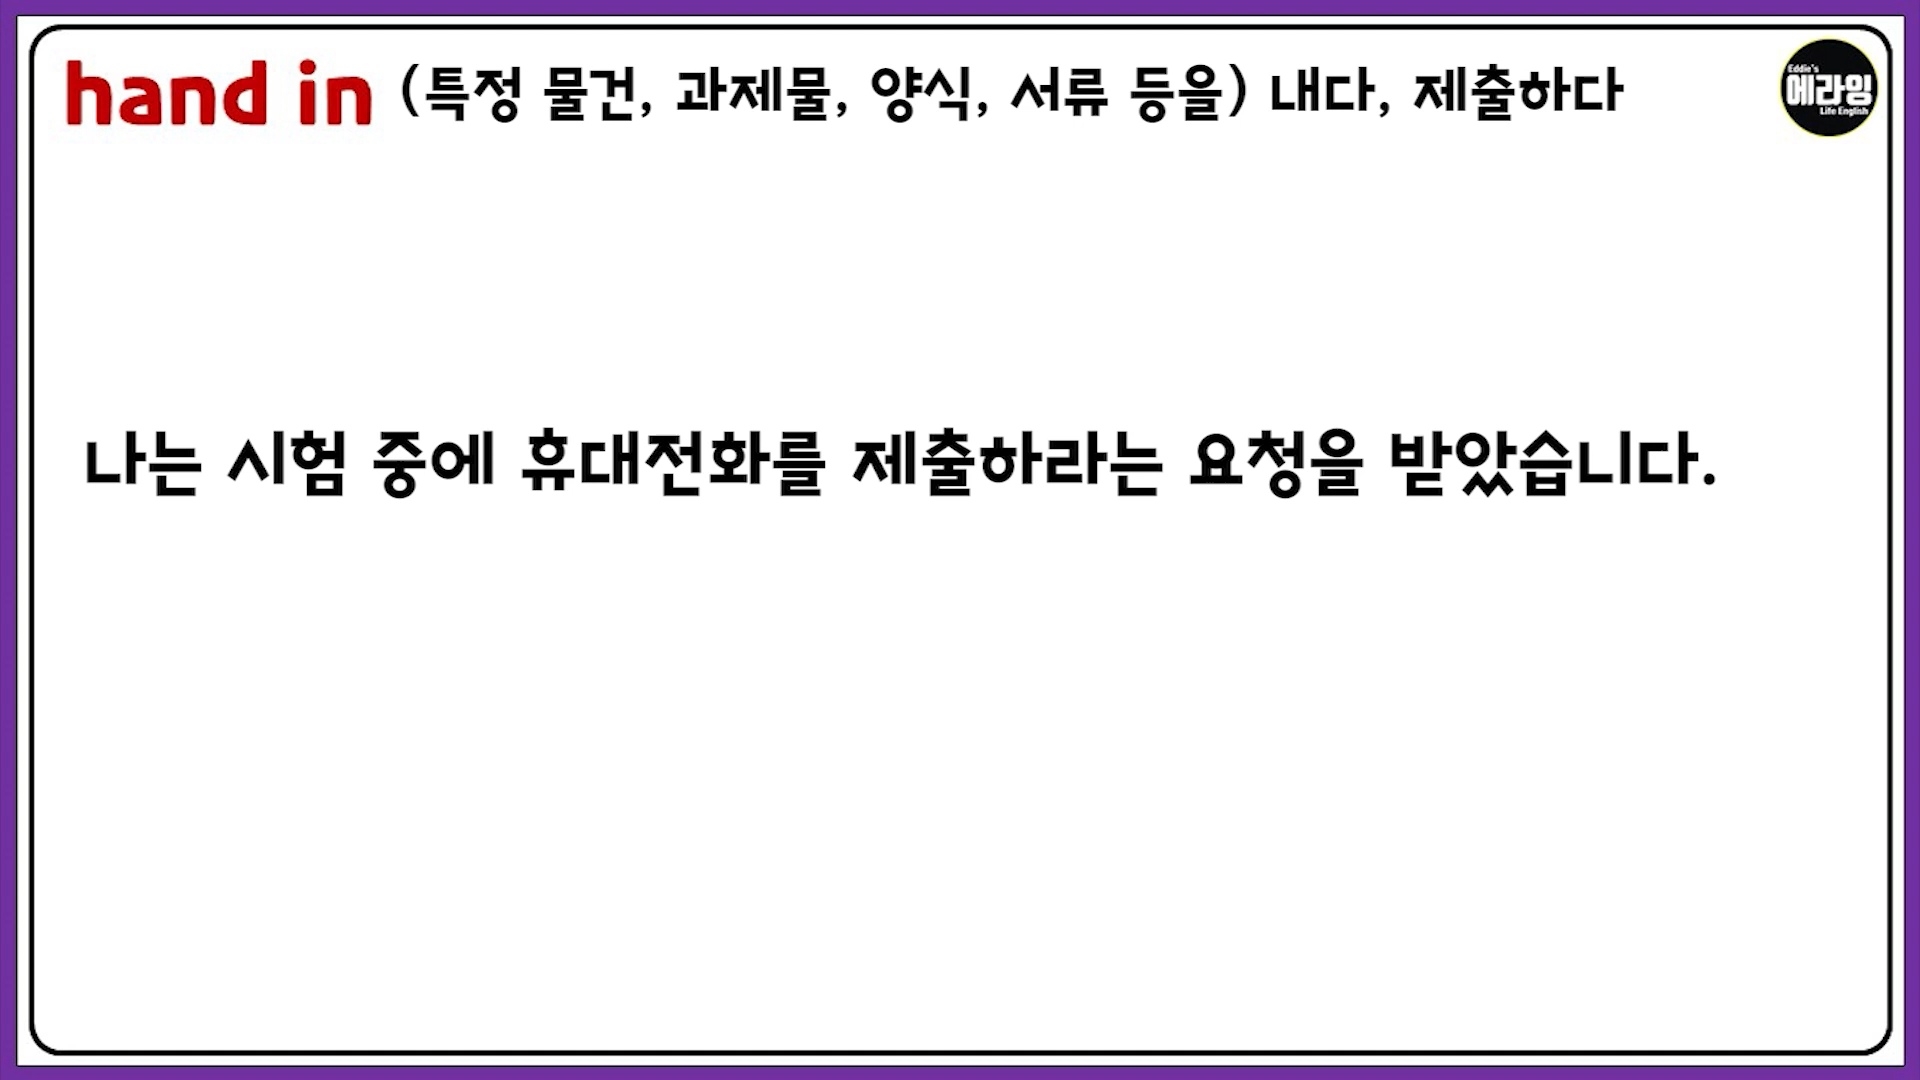 hand in (특정 물건, 과제물, 양식, 서류 등을) 내다, 제출하다
Eddie's
에라잉
Life English
나는 시험 중에 휴대전화를 제출하라는 요청을 받았습니다.